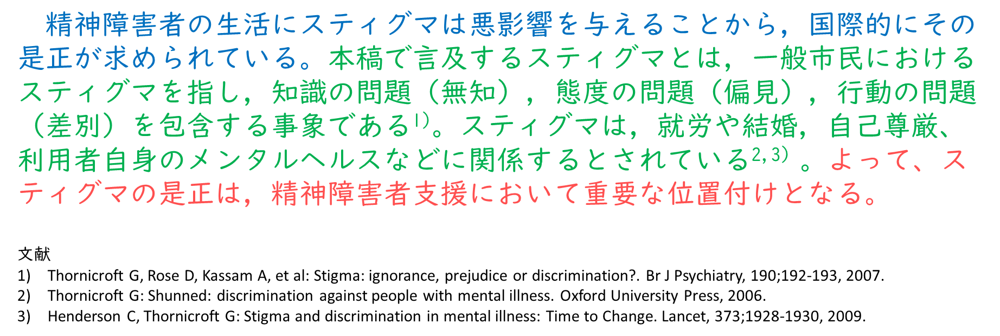 精神障害者の生活にスティグマは悪影響を与えることから，国際的にその
是正が求められている。本稿で言及するスティグマとは，一般市民における
スティグマを指し，知識の問題（無知），態度の問題（偏見），行動の問題
（差別）を包含する事象である1)。スティグマは，就労や結婚，自己尊厳、
利用者自身のメンタルヘルスなどに関係するとされている2,3) 。よって、ス
ティグマの是正は，精神障害者支援において重要な位置付けとなる。
文献
1) Thornicroft G, Rose D, Kassam A, et al: Stigma: ignorance, prejudice or discrimination?. Br J Psychiatry, 190;192-193, 2007.
2) Thornicroft G: Shunned: discrimination against people with mental illness. Oxford University Press, 2006.
3) Henderson C, Thornicroft G: Stigma and discrimination in mental illness: Time to Change. Lancet, 373;1928-1930, 2009.